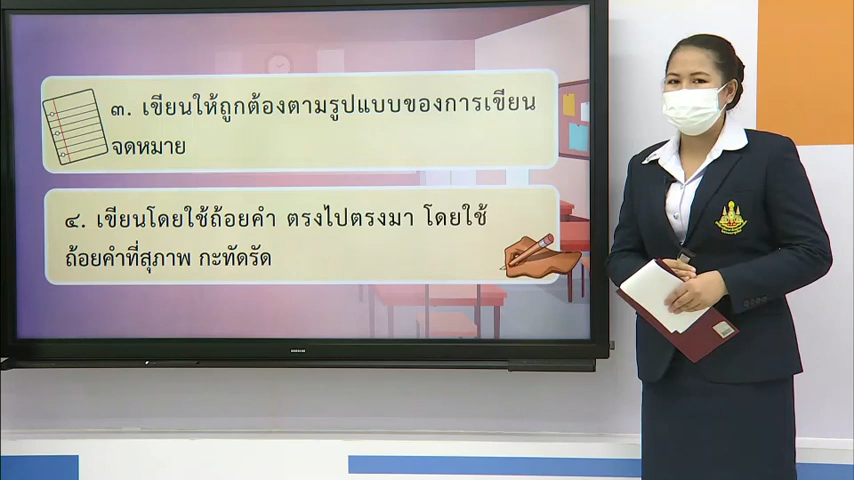 ๓. เขียนให้ถูกต้องตามรูปแบบของการเขียน
จดหมาย
๔. เขียนโดยใช้ถ้อยคำ ตรงไปตรงมา โดยใช้
ถ้อยคำที่สุภาพ กะทัดรัด